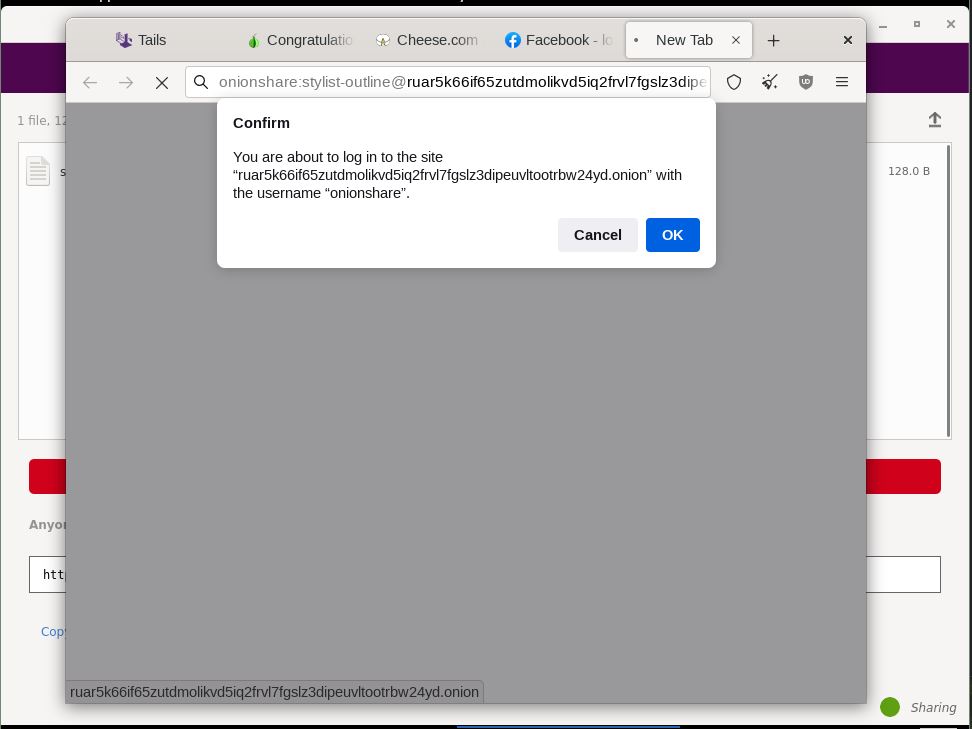 Tails
Congratulatio
Cheese.com
Facebook - lo
New Tab
onionshare:stylist-outline@ruar5k66if65zutdmolikvd5iq2frvl7fgslz3dipe
1 file, 12
Confirm
You are about to log in to the site
“ruar5k66if65zutdmolikvd5iq2frvl7fgslz3dipeuvltootrbw24yd.onion” with
the username “onionshare”.
s
128.0 B
Cancel
OK
Anyon
http
Copy
ruar5k66if65zutdmolikvd5iq2frvl7fgslz3dipeuvltootrbw24yd.onion
Sharing